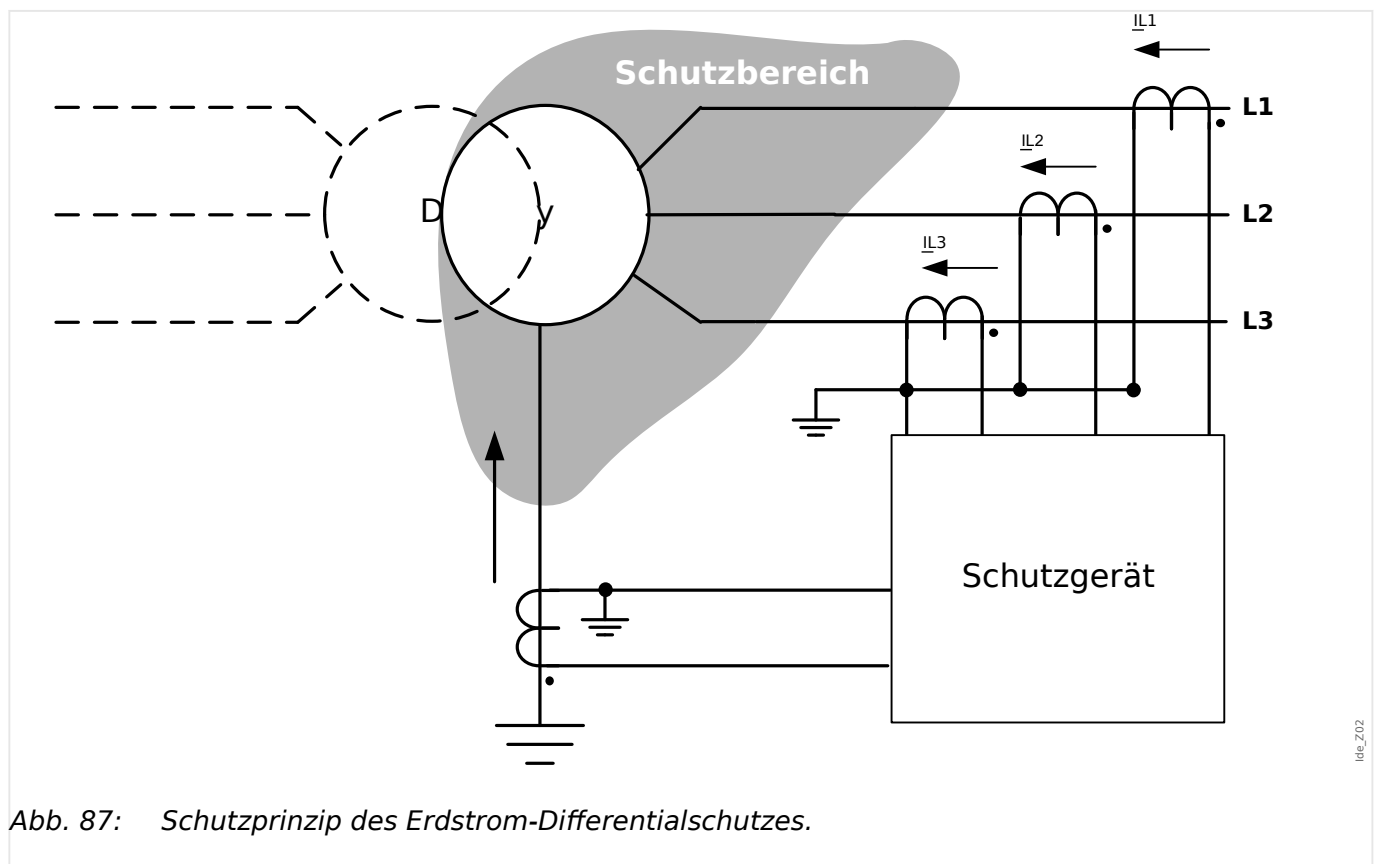 IL1
Schutzbereich
L1
IL2
D y
L2
IL3
L3
Schutzgerät
Ide_Z02
Abb. 87: Schutzprinzip des Erdstrom-Differentialschutzes.